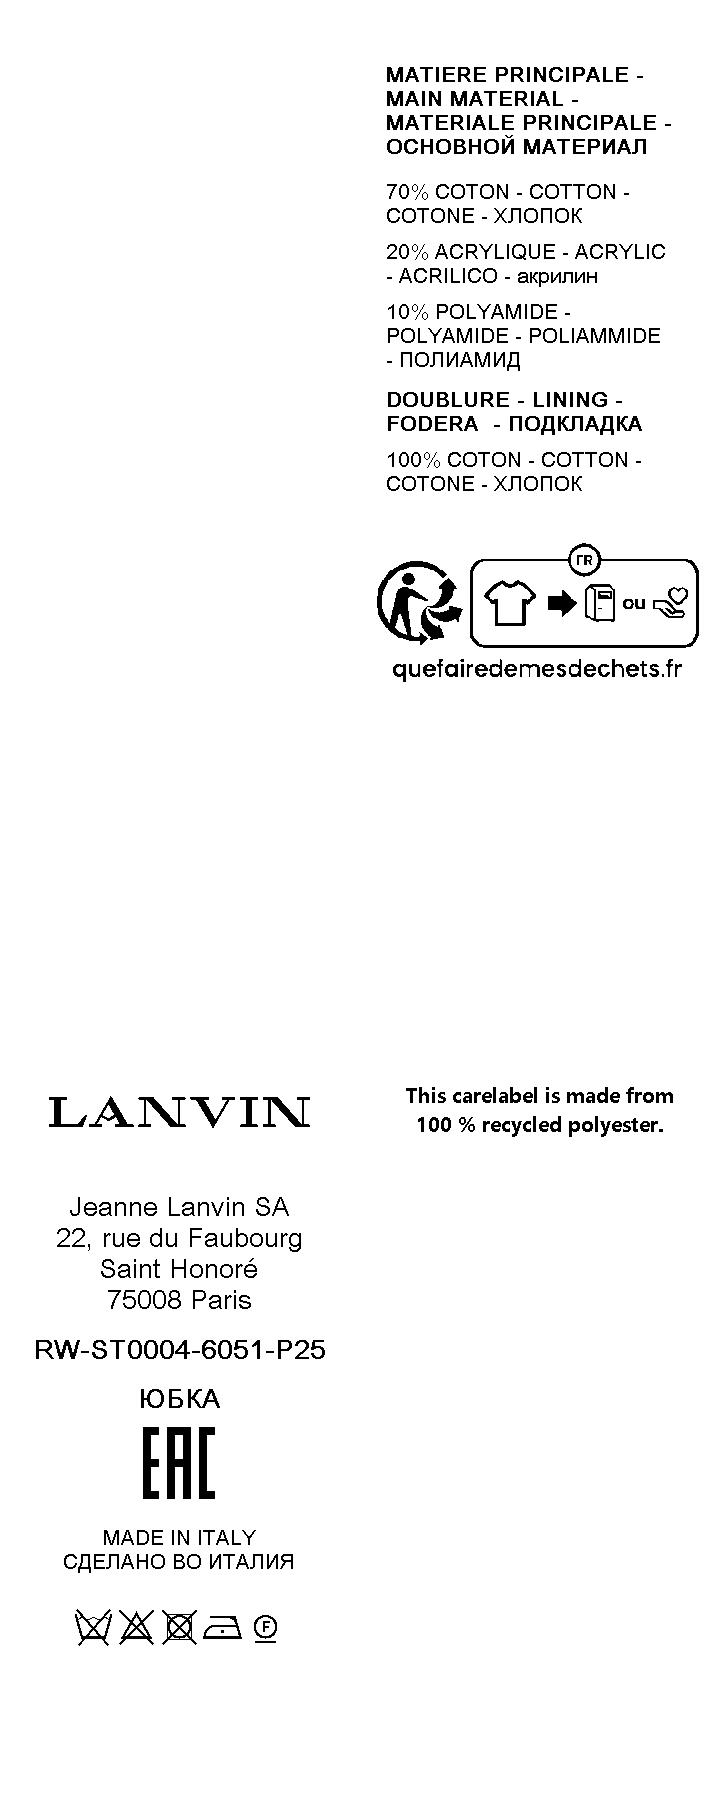 MATIERE PRINCIPALE -
MAIN MATERIAL -
MATERIALE PRINCIPALE -
ОСНОВНОЙ МАТЕРИАЛ
70% COTON - COTTON -
COTONE - ХЛОПОК
20% ACRYLIQUE - ACRYLIC
- ACRILICO - акрилин
10% POLYAMIDE -
POLYAMIDE - POLIAMMIDE
- ПОЛИАМИД
DOUBLURE - LINING -
FODERA - ПОДКЛАДКА
100% COTON - COTTON -
COTONE - ХЛОПОК
FR
ou
quefairedemesdechets.fr
LANVIN
Jeanne Lanvin SA
22, rue du Faubourg
Saint Honoré
75008 Paris
RW-ST0004-6051-P25
ЮБКА
EAC
MADE IN ITALY
СДЕЛАНО ВО ИТАЛИЯ
F
This carelabel is made from
100 % recycled polyester.